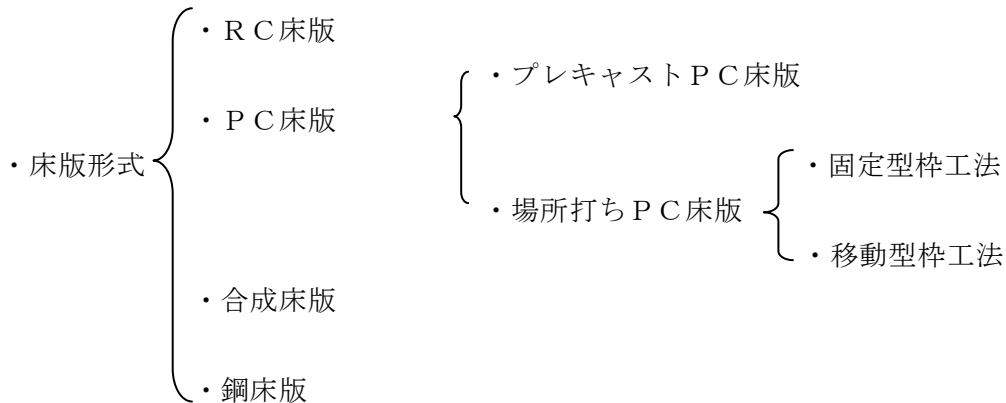 ・ＲＣ床版
・プレキャストＰＣ床版
・ＰＣ床版
・床版形式
・固定型枠工法
・場所打ちＰＣ床版
・移動型枠工法
・合成床版
・鋼床版